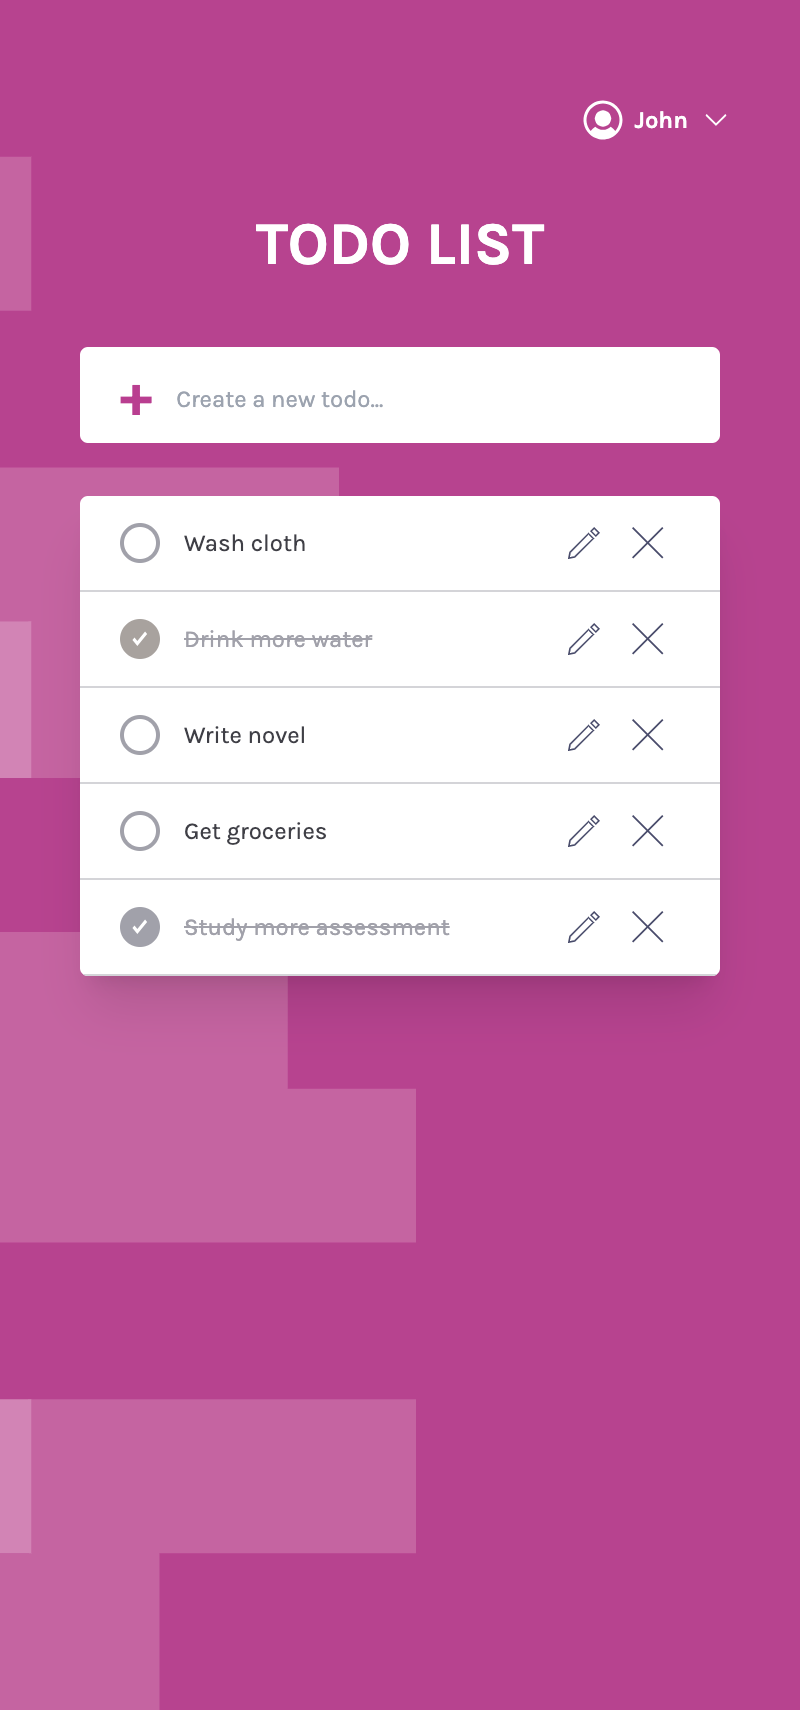 John
TODO LIST
Create a new todo...
Wash cloth
Drink more water
Write novel
Get groceries
Study more assessment